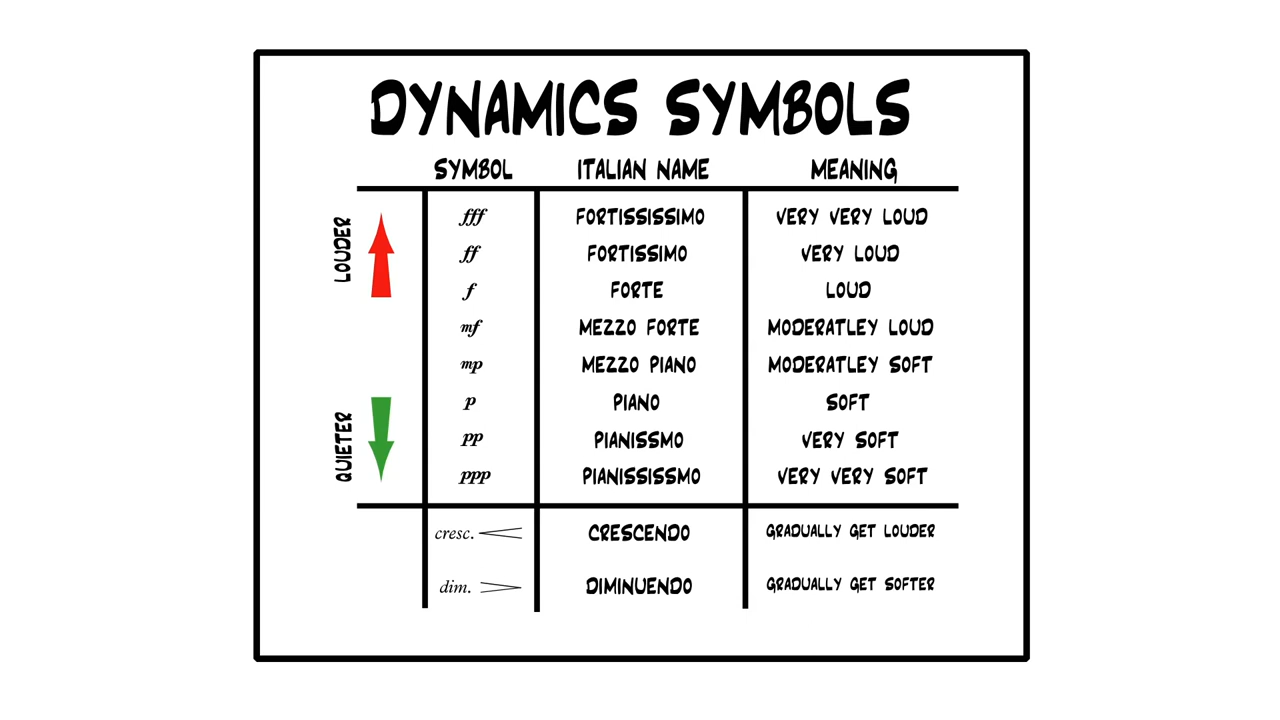 DYNAMICS SYMBOLS
SYMBOL ITALIAN NAME MEANING
LOUDER
fff FORTISSISSIMO VERY VERY LOUD
ff FORTISSIMO VERY LOUD
f FORTE LOUD
mf MEZZO FORTE MODERATLEY LOUD
mp MEZZO PIANO MODERATLEY SOFT
QUIETER
p PIANO SOFT
pp PIANISSMO VERY SOFT
ppp PIANISSISSMO VERY VERY SOFT
cresc. CRESCENDO GRADUALLY GET LOUDER
dim. DIMINUENDO GRADUALLY GET SOFTER